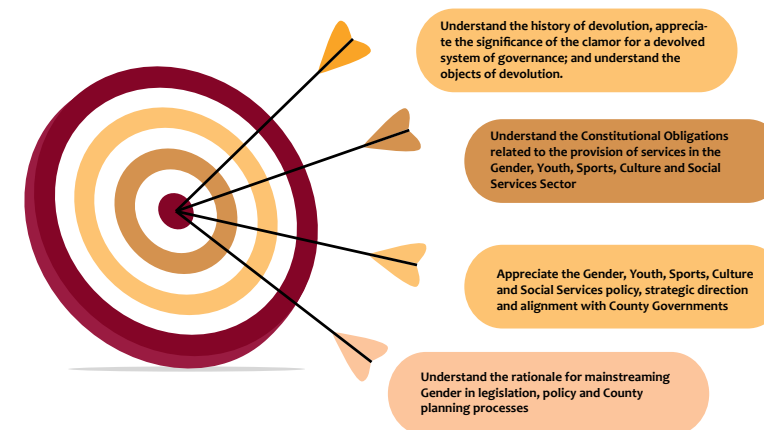 Understand the history of devolution, apprecia-
te the significance of the clamor for a devolved
system of governance; and understand the
objects of devolution.
Understand the Constitutional Obligations
related to the provision of services in the
Gender, Youth, Sports, Culture and Social
Services Sector
Appreciate the Gender, Youth, Sports, Culture
and Social Services policy, strategic direction
and alignment with County Governments
Understand the rationale for mainstreaming
Gender in legislation, policy and County
planning processes